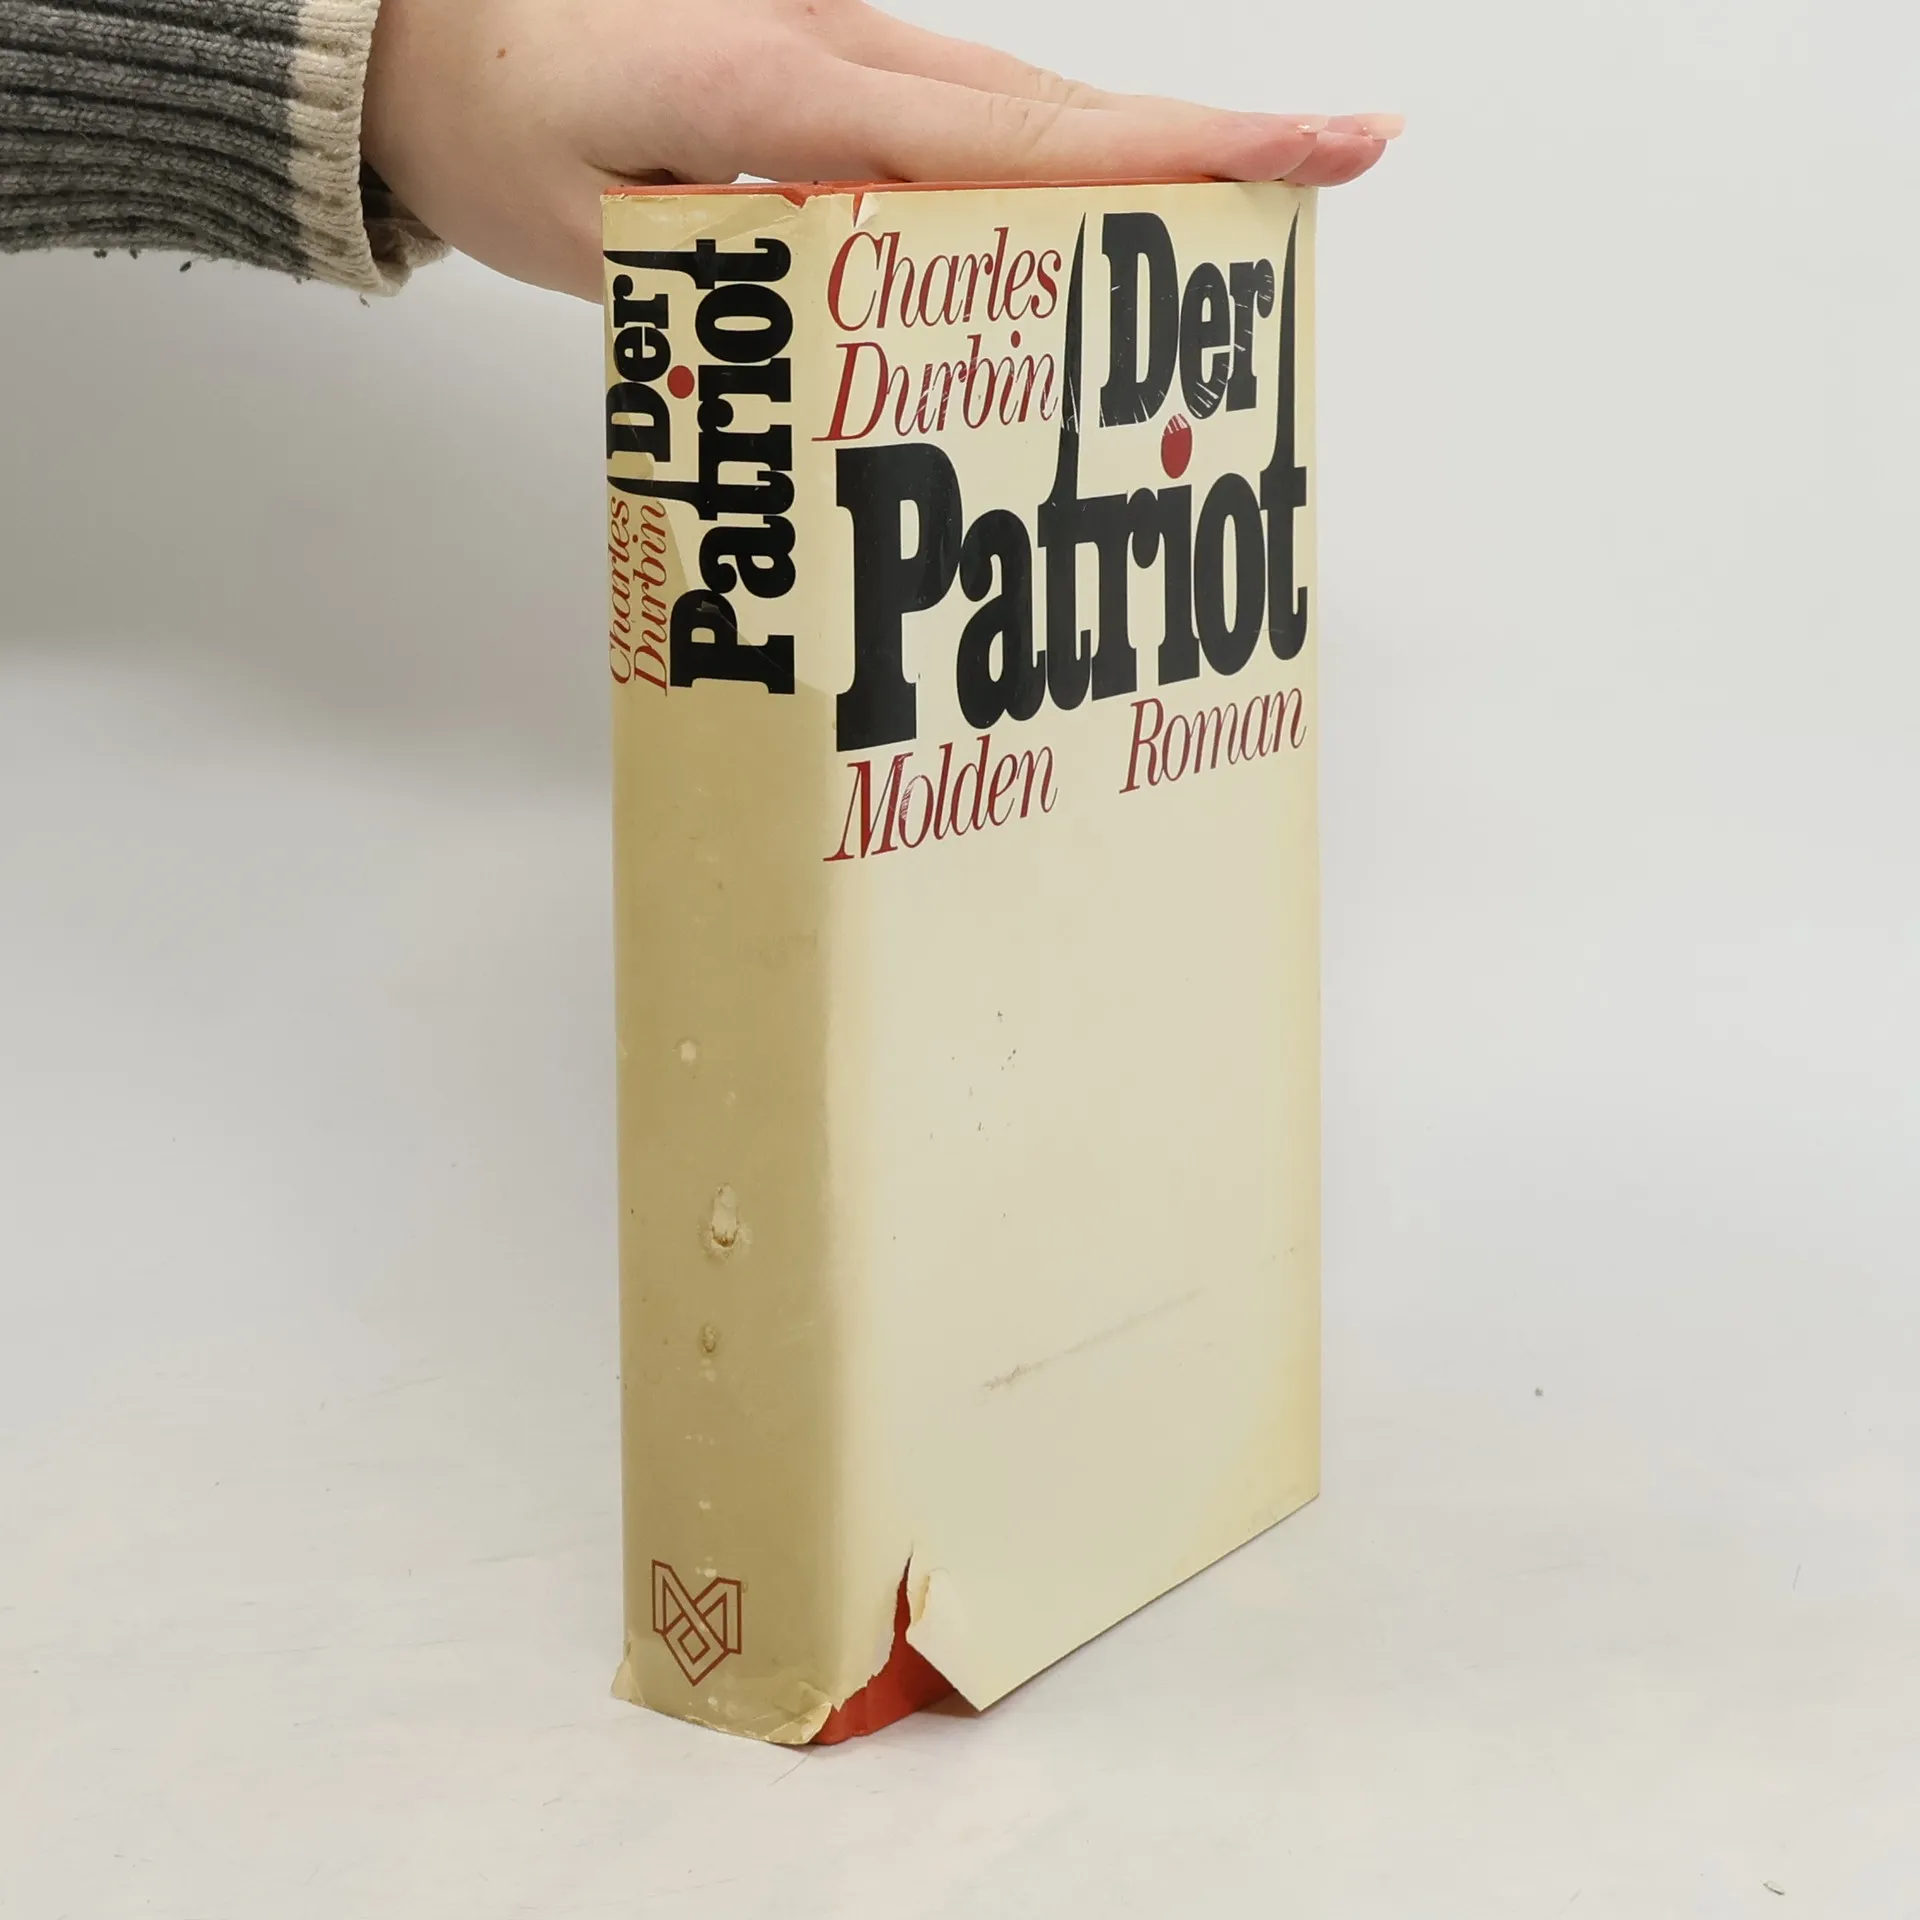 Charles
Durbin
Der
Patriot
Charles
Durbin
Der
Patriot
Molden
Roman